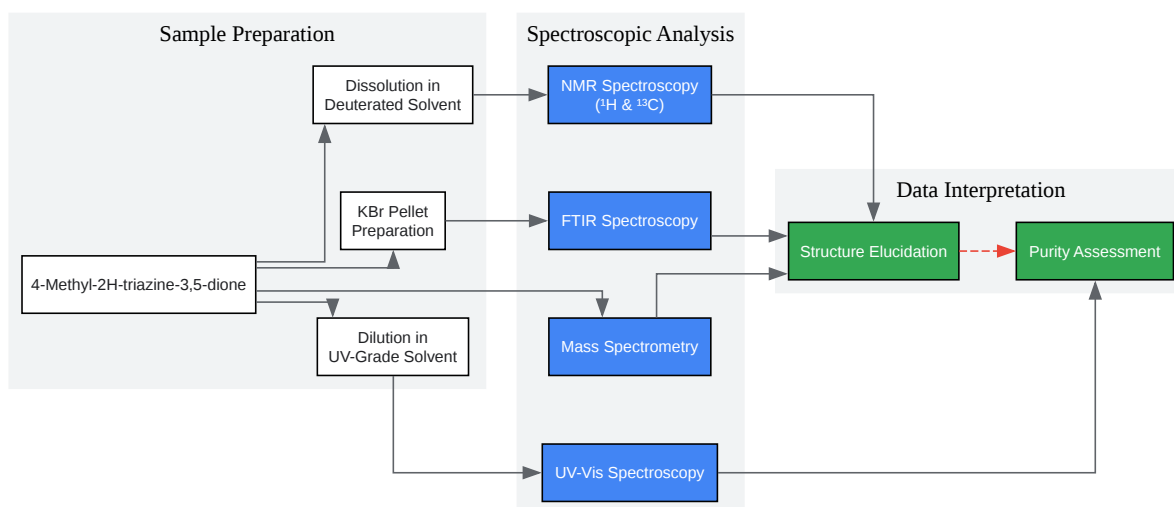 Sample Preparation
Spectroscopic Analysis
Dissolution in
Deuterated Solvent
NMR Spectroscopy
(¹H & ¹³C)
Data Interpretation
KBr Pellet
Preparation
FTIR Spectroscopy
Structure Elucidation
Purity Assessment
4-Methyl-2H-triazine-3,5-dione
Dilution in
UV-Grade Solvent
Mass Spectrometry
UV-Vis Spectroscopy